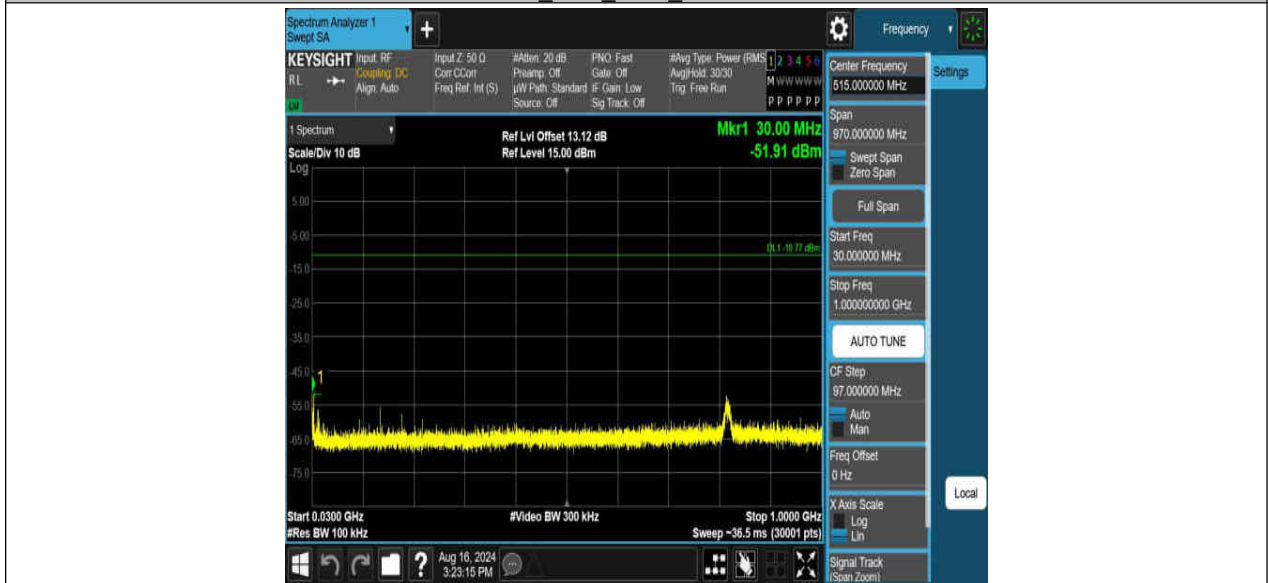 Spectrum Analyzer 1
Swept SA
+
Frequency
KEYSIGHT
RL
LXI
Input: RF
Coupling: DC
Align: Auto
Input Z: 50 Ω
Corr CCorr
Freq Ref: Int (S)
#Atten: 20 dB
Preamp: Off
µW Path: Standard
Source: Off
PNO: Fast
Gate: Off
IF Gain: Low
Sig Track: Off
#Avg Type: Power (RMS
Avg|Hold: 30/30
Trig: Free Run
1 2 3 4 5 6
M W W W W W
P P P P P P
1 Spectrum
Scale/Div 10 dB
Log
Ref Lvl Offset 13.12 dB
Ref Level 15.00 dBm
Mkr1 30.00 MHz
-51.91 dBm
5.00
-5.00
DL1 -10.77 dBm
-15.0
-25.0
-35.0
-45.0
1
-55.0
-65.0
-75.0
Start 0.0300 GHz
#Video BW 300 kHz
Stop 1.0000 GHz
#Res BW 100 kHz
Sweep ~36.5 ms (30001 pts)
Center Frequency
515.000000 MHz
Settings
Span
970.000000 MHz
Swept Span
Zero Span
Full Span
Start Freq
30.000000 MHz
Stop Freq
1.000000000 GHz
AUTO TUNE
CF Step
97.000000 MHz
Auto
Man
Freq Offset
0 Hz
X Axis Scale
Log
Lin
Local
Signal Track
(Span Zoom)
?
Aug 16, 2024
3:23:15 PM